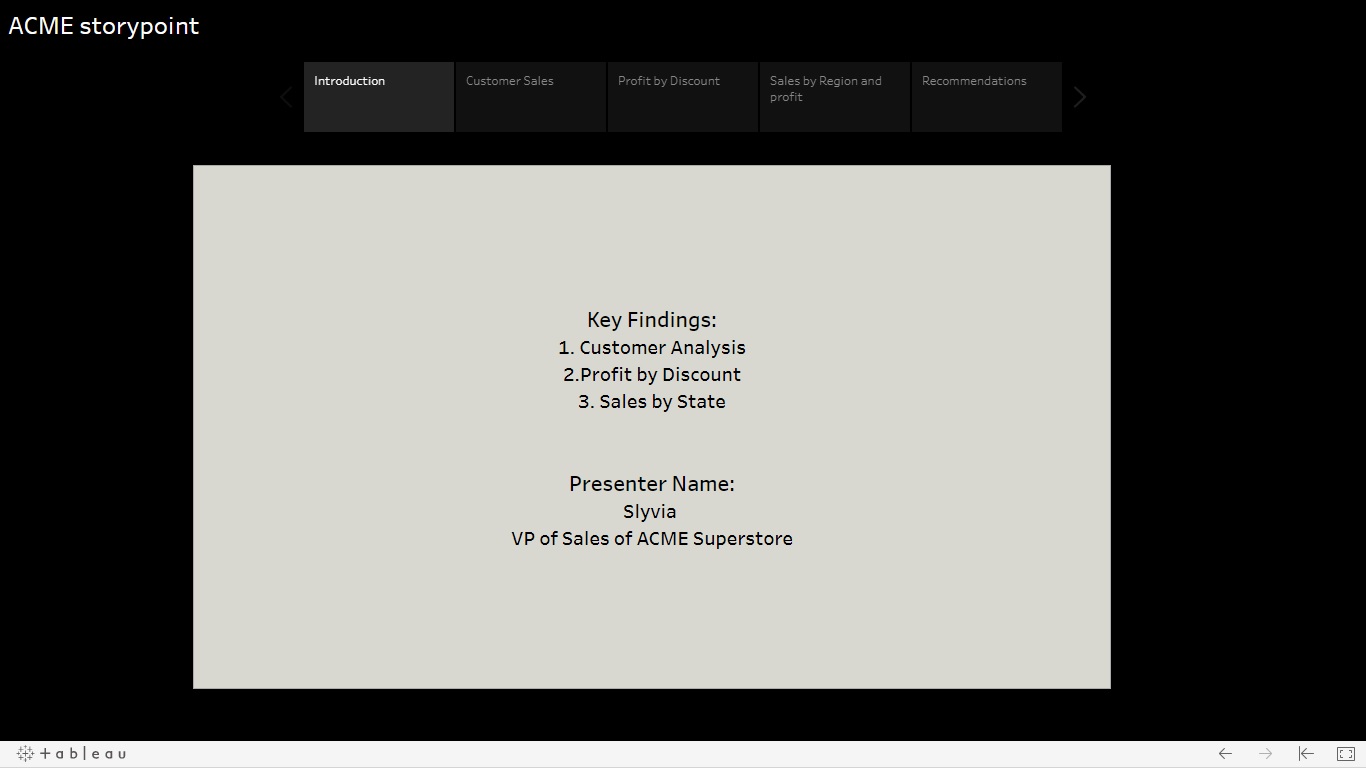 ACME storypoint
Introduction
Customer Sales
Profit by Discount
Sales by Region and
profit
Recommendations
Key Findings:
1. Customer Analysis
2.Profit by Discount
3. Sales by State
Presenter Name:
Slyvia
VP of Sales of ACME Superstore
+ableau